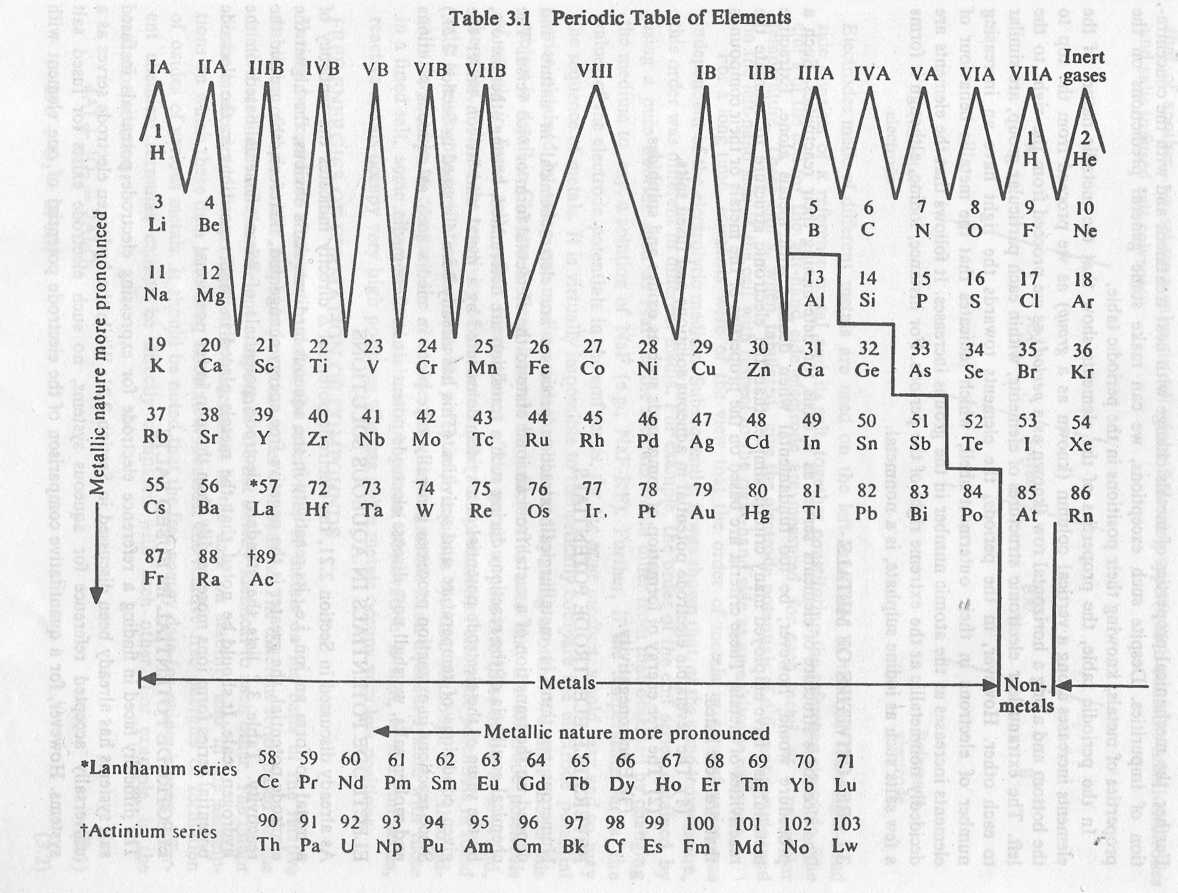 Table 3.1 Periodic Table of Elements
IA IIA IIIB IVB VB VIB VIIB VIII IB IIB IIIA IVA VA VIA VIIA Inert gases
1 1 2
H H He
3 4 5 6 7 8 9 10
Li Be B C N O F Ne
11 12 13 14 15 16 17 18
Na Mg Al Si P S Cl Ar
19 20 21 22 23 24 25 26 27 28 29 30 31 32 33 34 35 36
K Ca Sc Ti V Cr Mn Fe Co Ni Cu Zn Ga Ge As Se Br Kr
37 38 39 40 41 42 43 44 45 46 47 48 49 50 51 52 53 54
Rb Sr Y Zr Nb Mo Tc Ru Rh Pd Ag Cd In Sn Sb Te I Xe
55 56 *57 72 73 74 75 76 77 78 79 80 81 82 83 84 85 86
Cs Ba La Hf Ta W Re Os Ir. Pt Au Hg Tl Pb Bi Po At Rn
87 88 †89
Fr Ra Ac
Metallic nature more pronounced
Metals
Non-
metals
Metallic nature more pronounced
*Lanthanum series
58 59 60 61 62 63 64 65 66 67 68 69 70 71
Ce Pr Nd Pm Sm Eu Gd Tb Dy Ho Er Tm Yb Lu
†Actinium series
90 91 92 93 94 95 96 97 98 99 100 101 102 103
Th Pa U Np Pu Am Cm Bk Cf Es Fm Md No Lw